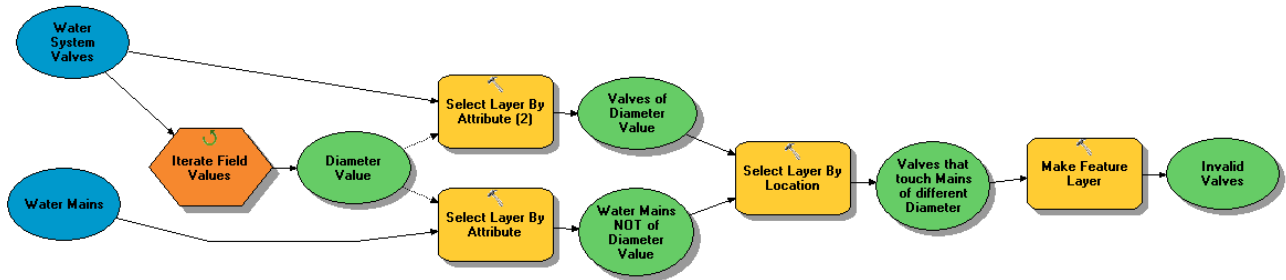 Water
System
Valves
Iterate Field
Values
Diameter
Value
Select Layer By
Attribute (2)
Valves of
Diameter
Value
Water Mains
Select Layer By
Attribute
Water Mains
NOT of
Diameter
Value
Select Layer By
Location
Valves that
touch Mains
of different
Diameter
Make Feature
Layer
Invalid
Valves